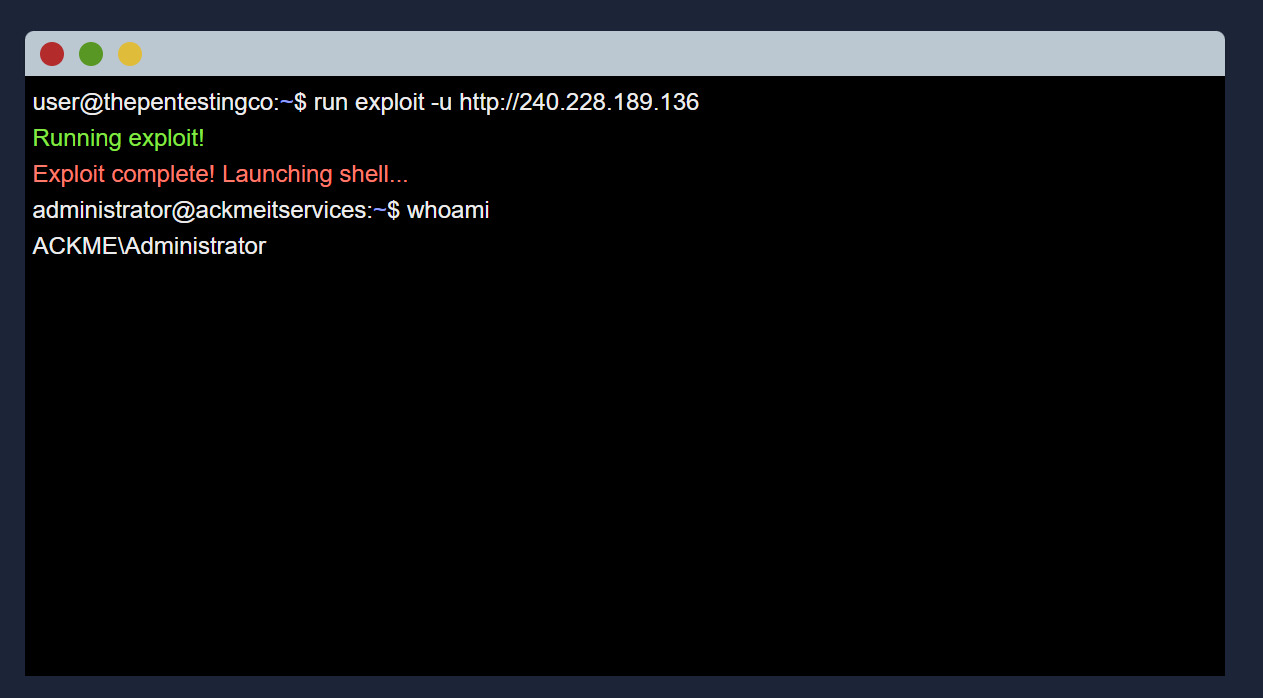 user@thepentestingco:~$ run exploit -u http://240.228.189.136
Running exploit!
Exploit complete! Launching shell...
administrator@ackmeitservices:~$ whoami
ACKME\Administrator